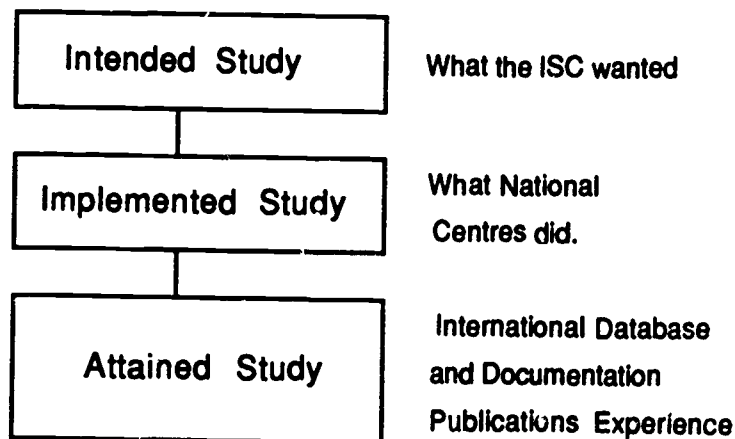 Intended Study
What the ISC wanted
Implemented Study
What National
Centres did.
Attained Study
International Database
and Documentation
Publications Experience